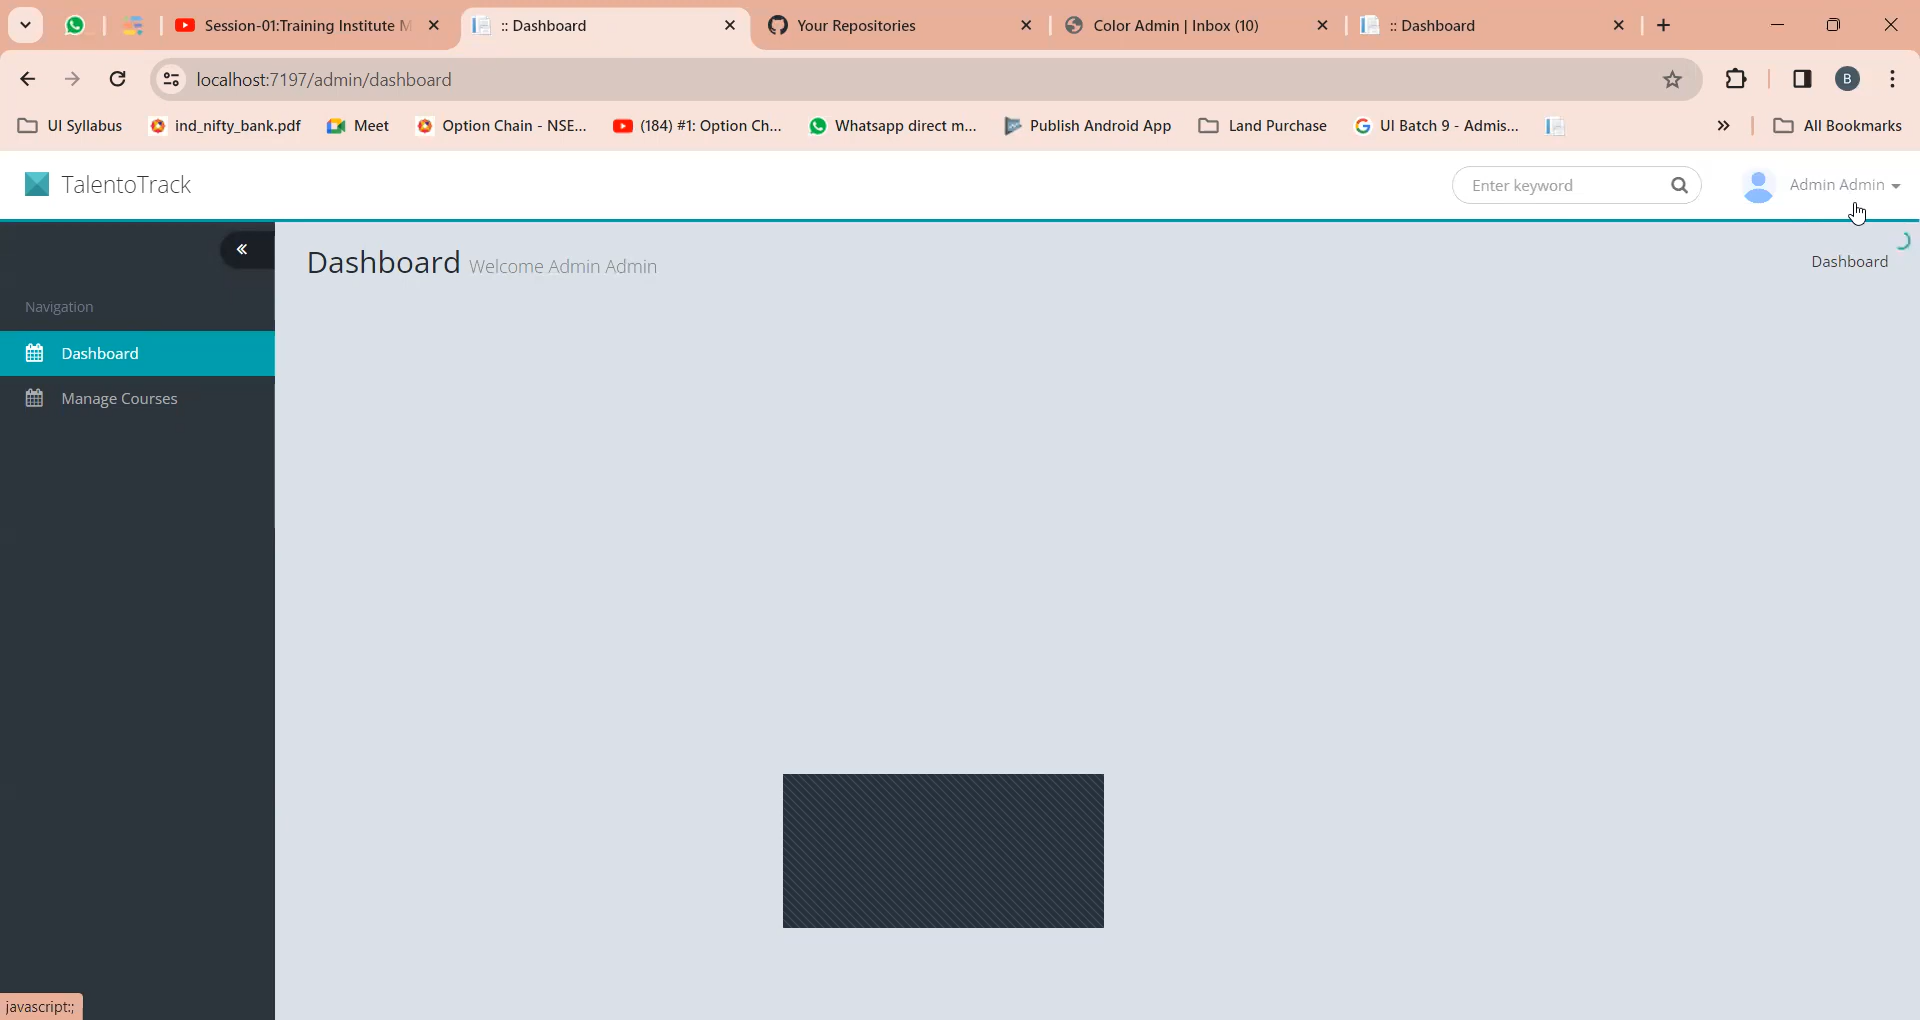 Session-01:Training Institute M
:: Dashboard
Your Repositories
Color Admin | Inbox (10)
:: Dashboard
localhost:7197/admin/dashboard
B
UI Syllabus
ind_nifty_bank.pdf
Meet
Option Chain - NSE...
(184) #1: Option Ch...
Whatsapp direct m...
Publish Android App
Land Purchase
UI Batch 9 - Admis...
All Bookmarks
TalentoTrack
Enter keyword
Admin Admin
Dashboard Welcome Admin Admin
Dashboard
Navigation
Dashboard
Manage Courses
javascript:;